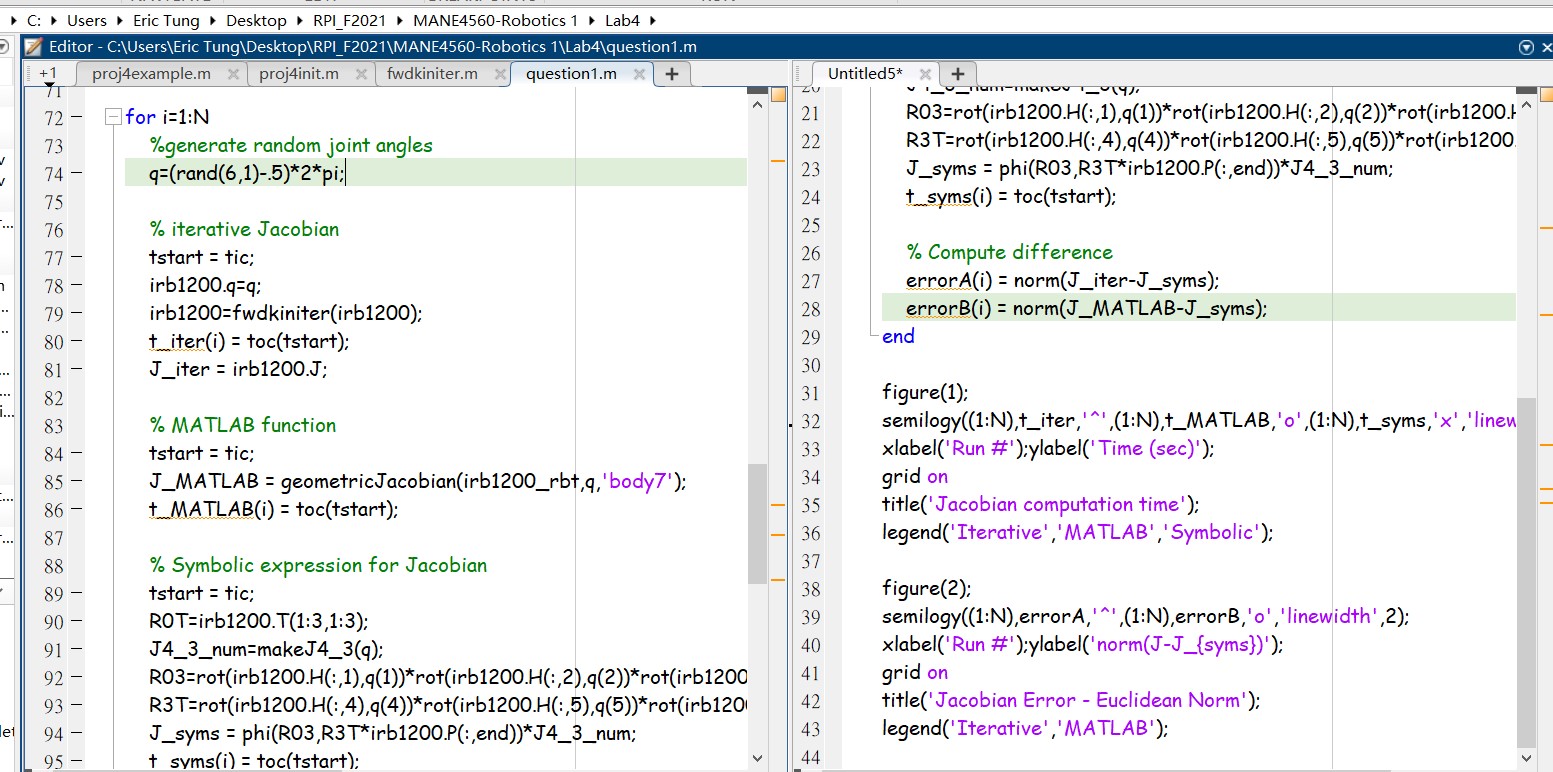 C: Users Eric Tung Desktop RPI_F2021 MANE4560-Robotics 1 Lab4
Editor - C:\Users\Eric Tung\Desktop\RPI_F2021\MANE4560-Robotics 1\Lab4\question1.m
+1 proj4example.m proj4init.m fwdkiniter.m question1.m
71
72 for i=1:N
73 %generate random joint angles
74 q=(rand(6,1)-.5)*2*pi;
75
76 % iterative Jacobian
77 tstart = tic;
78 irb1200.q=q;
79 irb1200=fwdkiniter(irb1200);
80 t_iter(i) = toc(tstart);
81 J_iter = irb1200.J;
82
83 % MATLAB function
84 tstart = tic;
85 J_MATLAB = geometricJacobian(irb1200_rbt,q,'body7');
86 t_MATLAB(i) = toc(tstart);
87
88 % Symbolic expression for Jacobian
89 tstart = tic;
90 R0T=irb1200.T(1:3,1:3);
91 J4_3_num=makeJ4_3(q);
92 R03=rot(irb1200.H(:,1),q(1))*rot(irb1200.H(:,2),q(2))*rot(irb1200
93 R3T=rot(irb1200.H(:,4),q(4))*rot(irb1200.H(:,5),q(5))*rot(irb120
94 J_syms = phi(R03,R3T*irb1200.P(:,end))*J4_3_num;
95 t_syms(i) = toc(tstart);
Untitled5*
20 J4_3_num=makeJ4_3(q);
21 R03=rot(irb1200.H(:,1),q(1))*rot(irb1200.H(:,2),q(2))*rot(irb1200.H
22 R3T=rot(irb1200.H(:,4),q(4))*rot(irb1200.H(:,5),q(5))*rot(irb1200.
23 J_syms = phi(R03,R3T*irb1200.P(:,end))*J4_3_num;
24 t_syms(i) = toc(tstart);
25
26 % Compute difference
27 errorA(i) = norm(J_iter-J_syms);
28 errorB(i) = norm(J_MATLAB-J_syms);
29 end
30
31 figure(1);
32 semilogy((1:N),t_iter,'^',(1:N),t_MATLAB,'o',(1:N),t_syms,'x','linew
33 xlabel('Run #');ylabel('Time (sec)');
34 grid on
35 title('Jacobian computation time');
36 legend('Iterative','MATLAB','Symbolic');
37
38 figure(2);
39 semilogy((1:N),errorA,'^',(1:N),errorB,'o','linewidth',2);
40 xlabel('Run #');ylabel('norm(J-J_{syms})');
41 grid on
42 title('Jacobian Error - Euclidean Norm');
43 legend('Iterative','MATLAB');
44